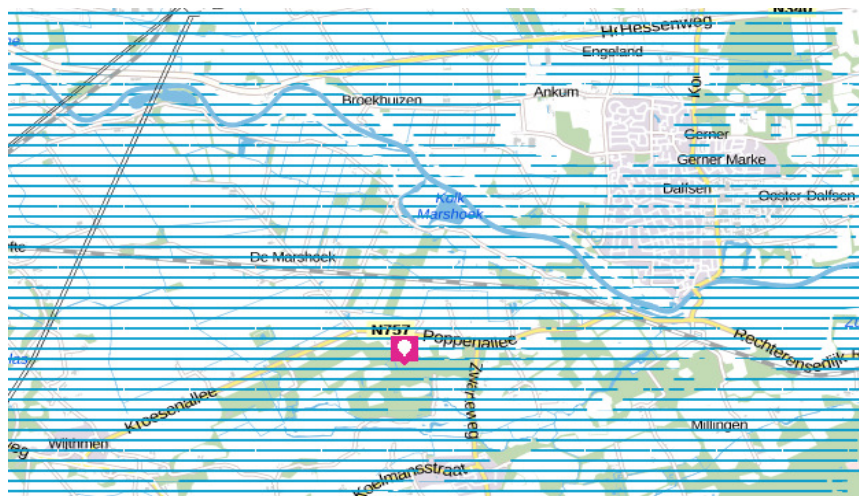 N340
Hessenweg
Engeland
Ankum
Broekhuizen
Gerner
Gerner Marke
Dalfsen
Ooster-Dalfsen
Kolk
Marshoek
De Marshoek
N757
Poppenallee
Rechterensedijk
Zwerteweg
Kroesenallee
Millingen
Wijthmen
Koelmansstraat